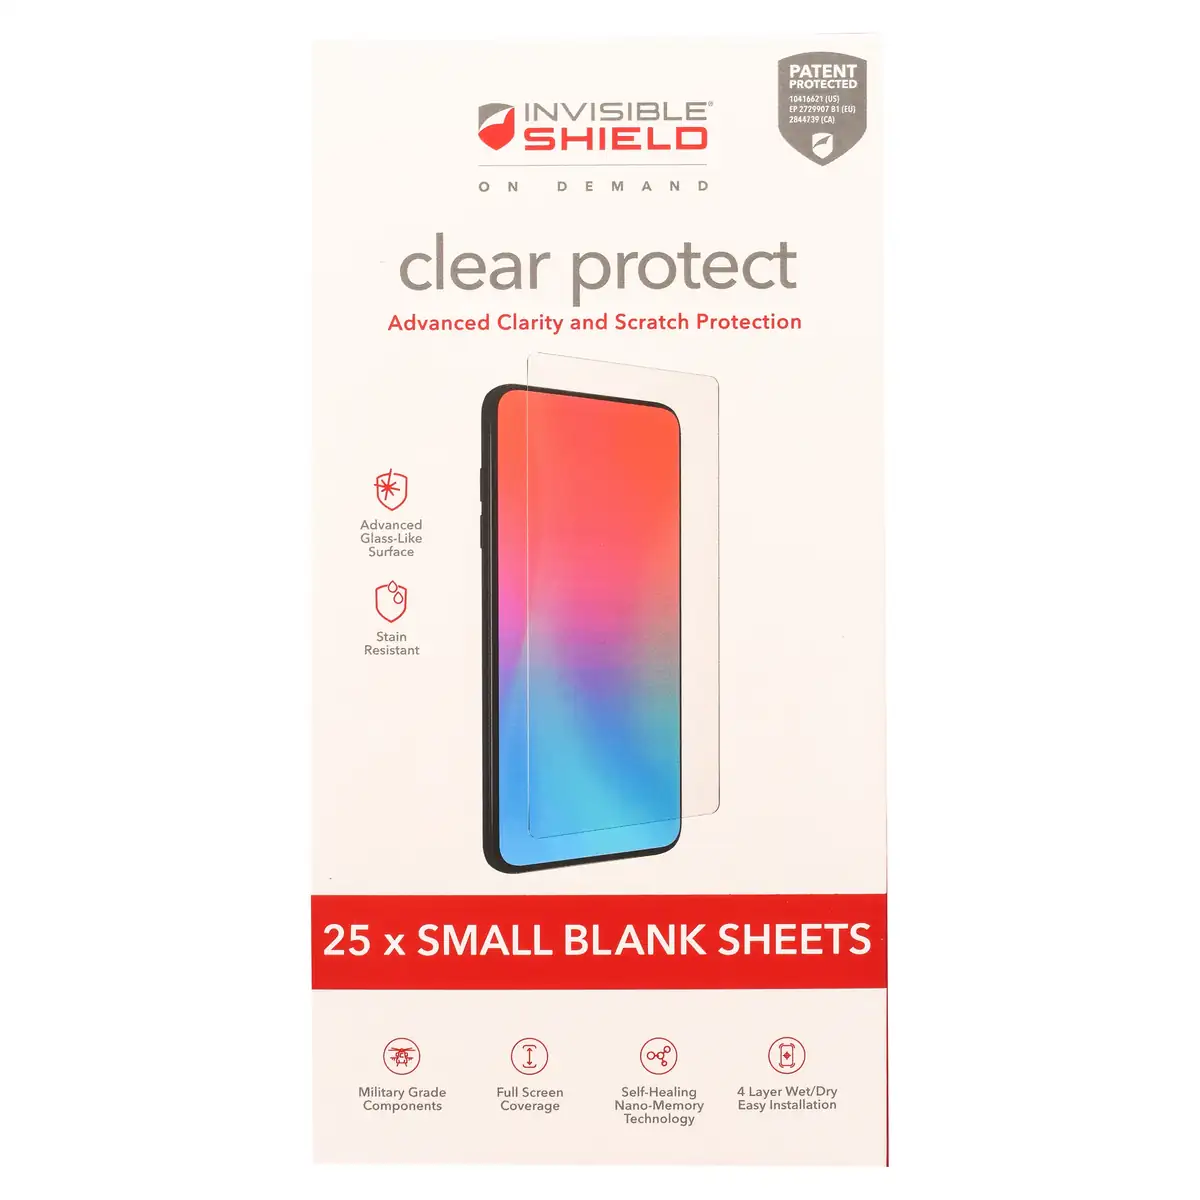 PATENT
PROTECTED
10416621 (US)
EP 2729907 B1 (EU)
2844739 (CA)
INVISIBLE®
SHIELD
ON DEMAND
clear protect
Advanced Clarity and Scratch Protection
Advanced
Glass-Like
Surface
Stain
Resistant
25 x SMALL BLANK SHEETS
Military Grade
Components
Full Screen
Coverage
Self-Healing
Nano-Memory
Technology
4 Layer Wet/Dry
Easy Installation